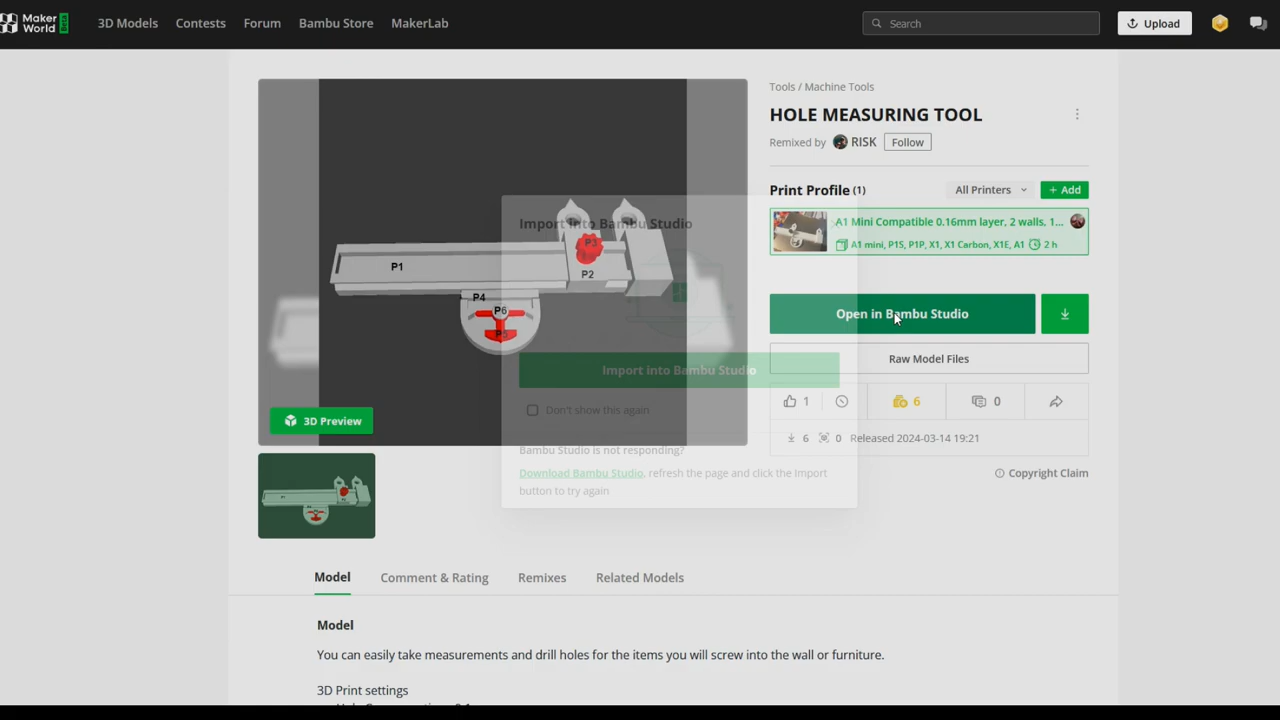 Maker
World
3D Models
Contests
Forum
Bambu Store
MakerLab
Search
Upload
Tools / Machine Tools
HOLE MEASURING TOOL
Remixed by RISK Follow
Print Profile (1)
All Printers
+ Add
A1 Mini Compatible 0.16mm layer, 2 walls, 1...
A1 mini, P1S, P1P, X1, X1 Carbon, X1E, A1 2 h
Open in Bambu Studio
Raw Model Files
1
6
0
6
0
Released 2024-03-14 19:21
Copyright Claim
Import into Bambu Studio
P1
P3
P2
P4
P6
P5
Import into Bambu Studio
Don't show this again
Bambu Studio is not responding?
Download Bambu Studio, refresh the page and click the Import
button to try again
3D Preview
Model
Comment & Rating
Remixes
Related Models
Model
You can easily take measurements and drill holes for the items you will screw into the wall or furniture.
3D Print settings